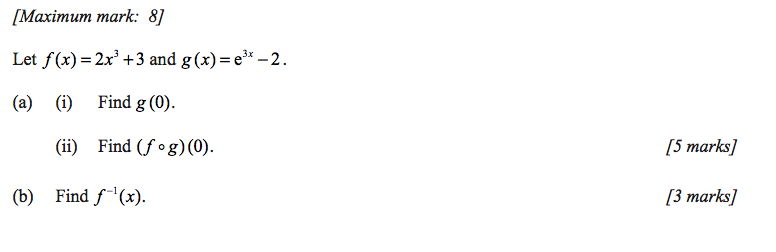 [Maximum mark: 8]
Let f(x) = 2x³ + 3 and g(x) = e³ˣ − 2.
(a) (i) Find g(0).
(ii) Find (f ∘ g)(0). [5 marks]
(b) Find f⁻¹(x). [3 marks]